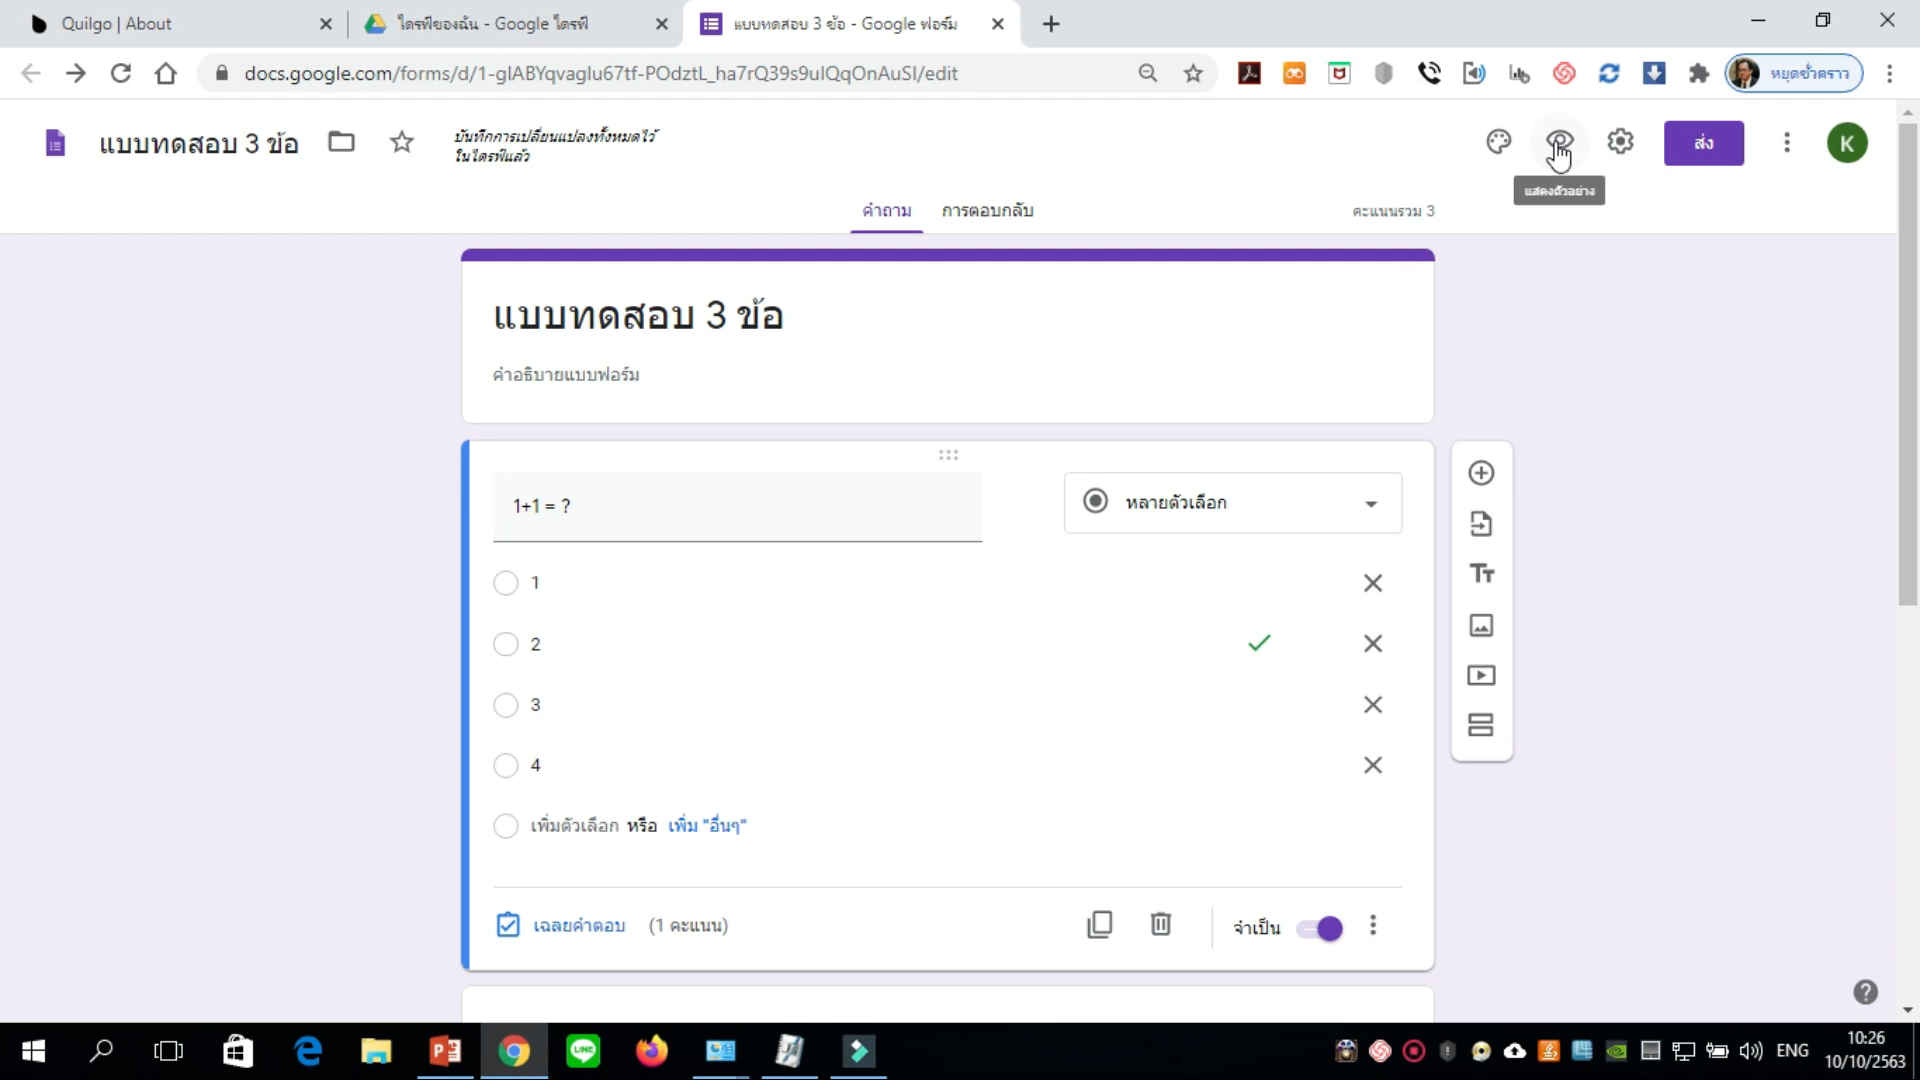 Quilgo | About
ไดรฟ์ของฉัน - Google ไดรฟ์
แบบทดสอบ 3 ข้อ - Google ฟอร์ม
docs.google.com/forms/d/1-glABYqvaglu67tf-POdztL_ha7rQ39s9ulQqOnAuSI/edit
หยุดชั่วคราว
แบบทดสอบ 3 ข้อ
บันทึกการเปลี่ยนแปลงทั้งหมดไว้
ในไดรฟ์แล้ว
ส่ง
K
แสดงตัวอย่าง
คำถาม
การตอบกลับ
คะแนนรวม 3
แบบทดสอบ 3 ข้อ
คำอธิบายแบบฟอร์ม
1+1 = ?
หลายตัวเลือก
1
2
3
4
เพิ่มตัวเลือก หรือ เพิ่ม "อื่นๆ"
เฉลยคำตอบ (1 คะแนน)
จำเป็น
ENG
10:26
10/10/2563